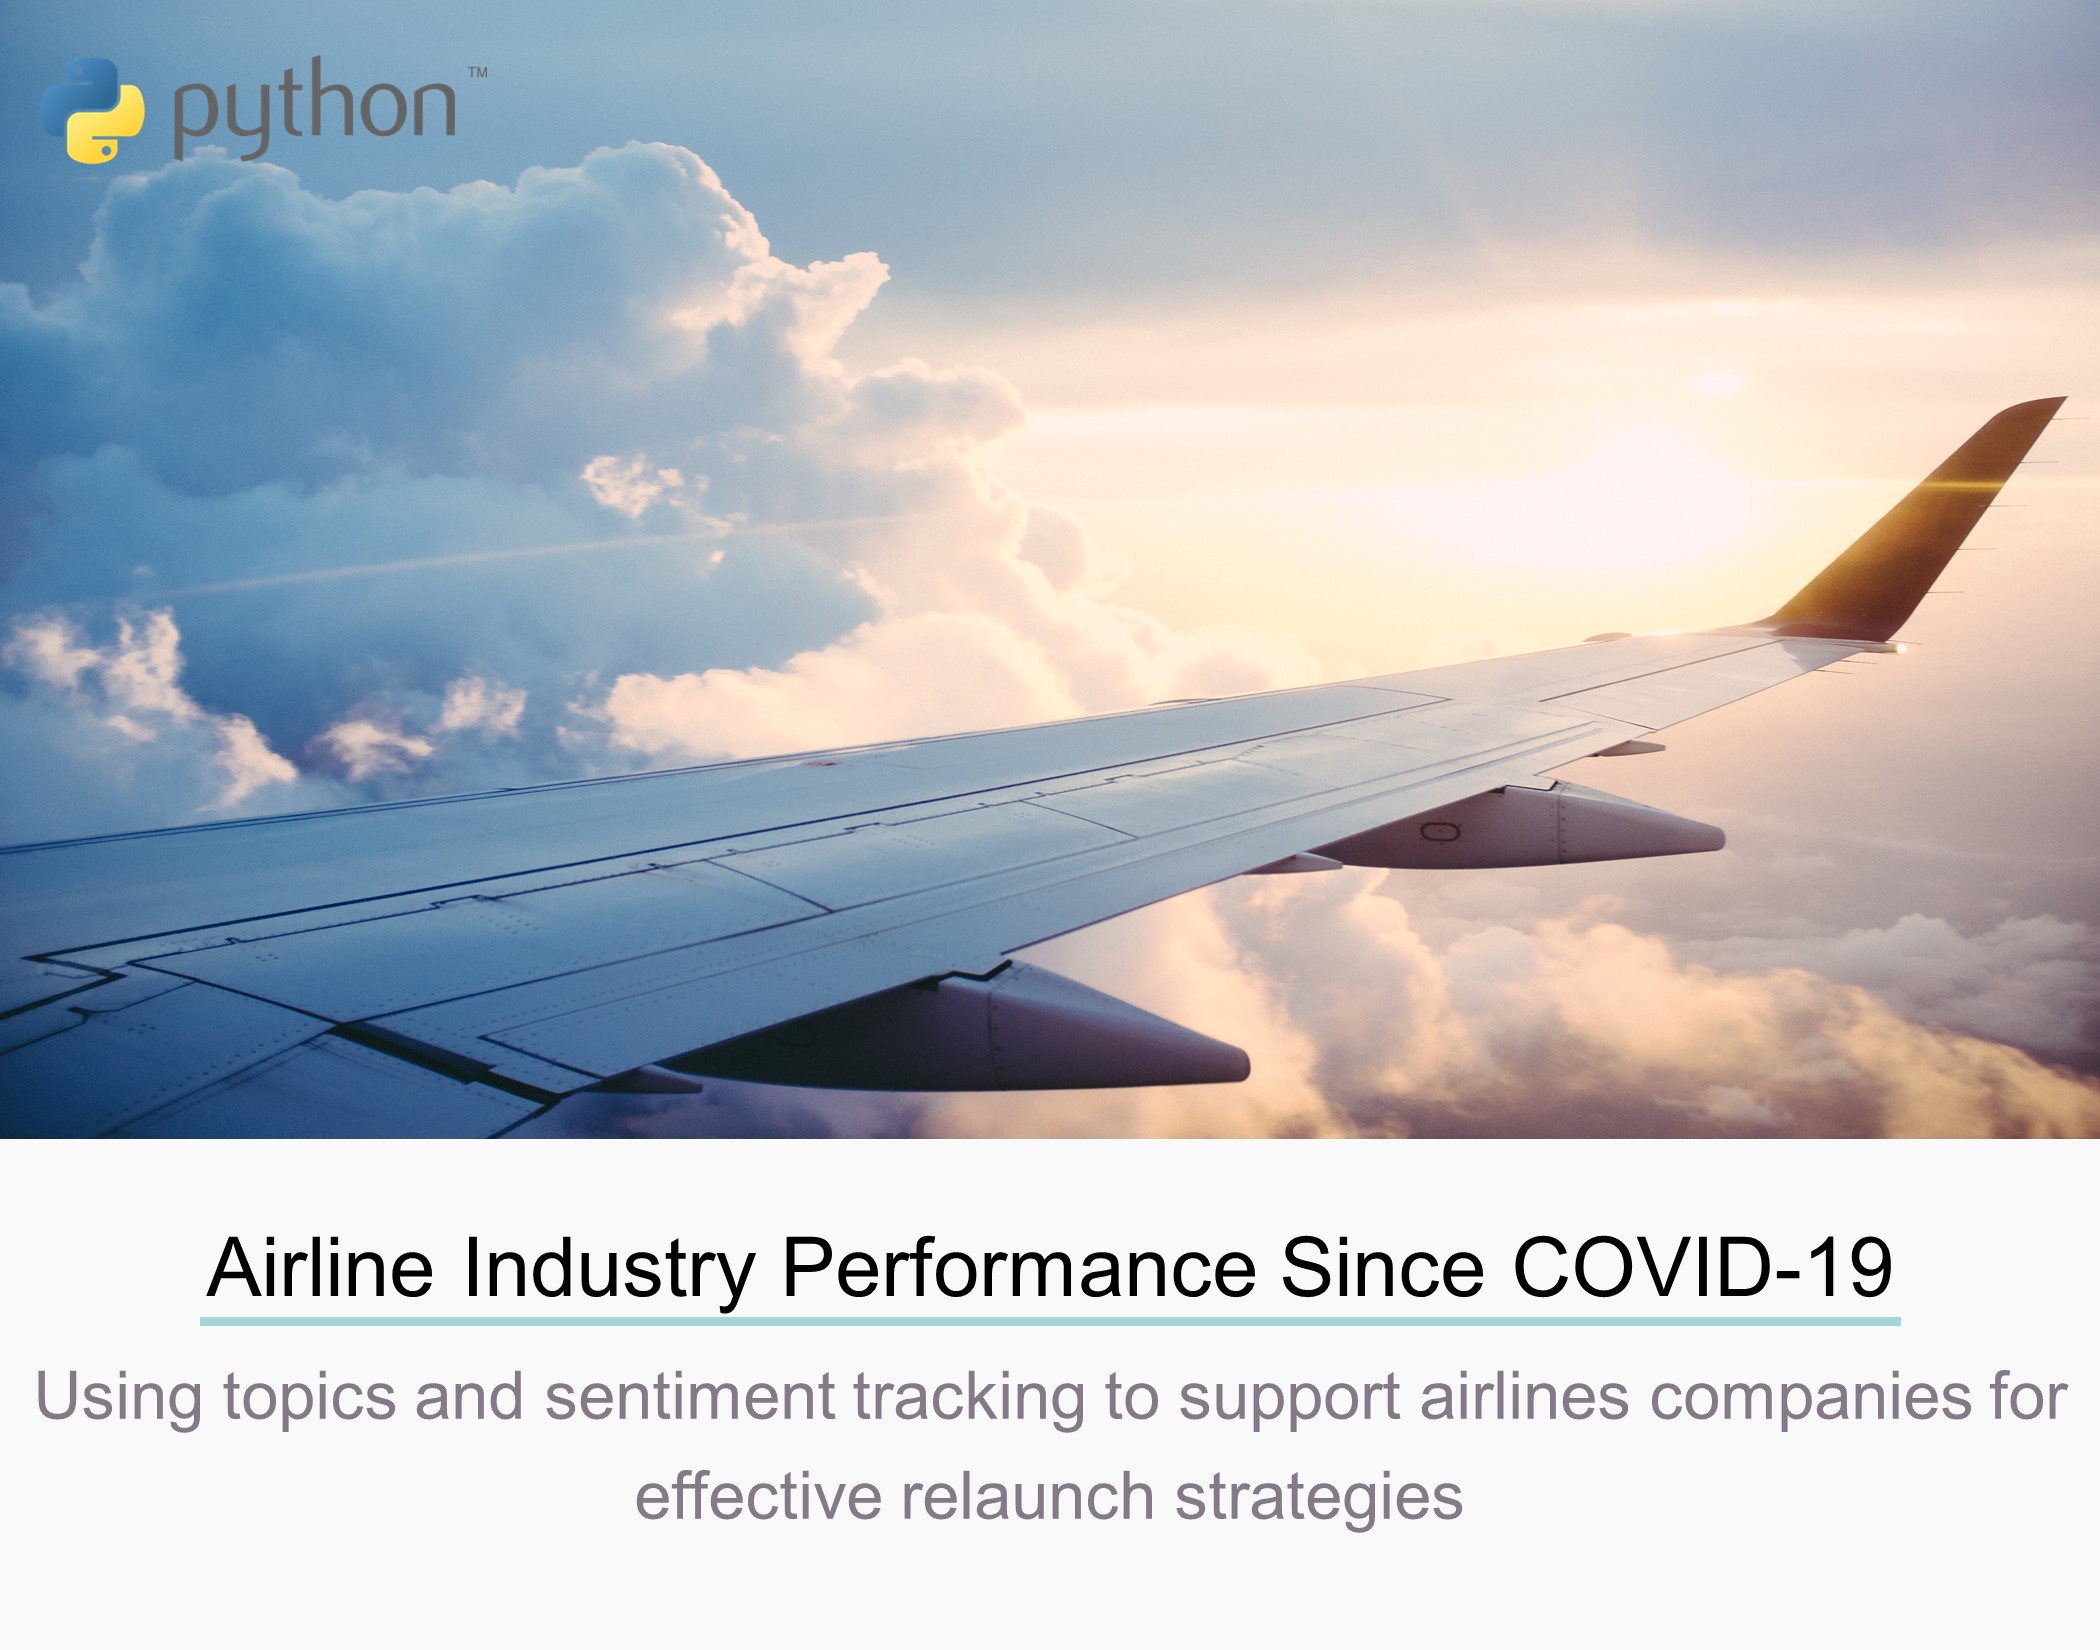 python™
Airline Industry Performance Since COVID-19
Using topics and sentiment tracking to support airlines companies for
effective relaunch strategies